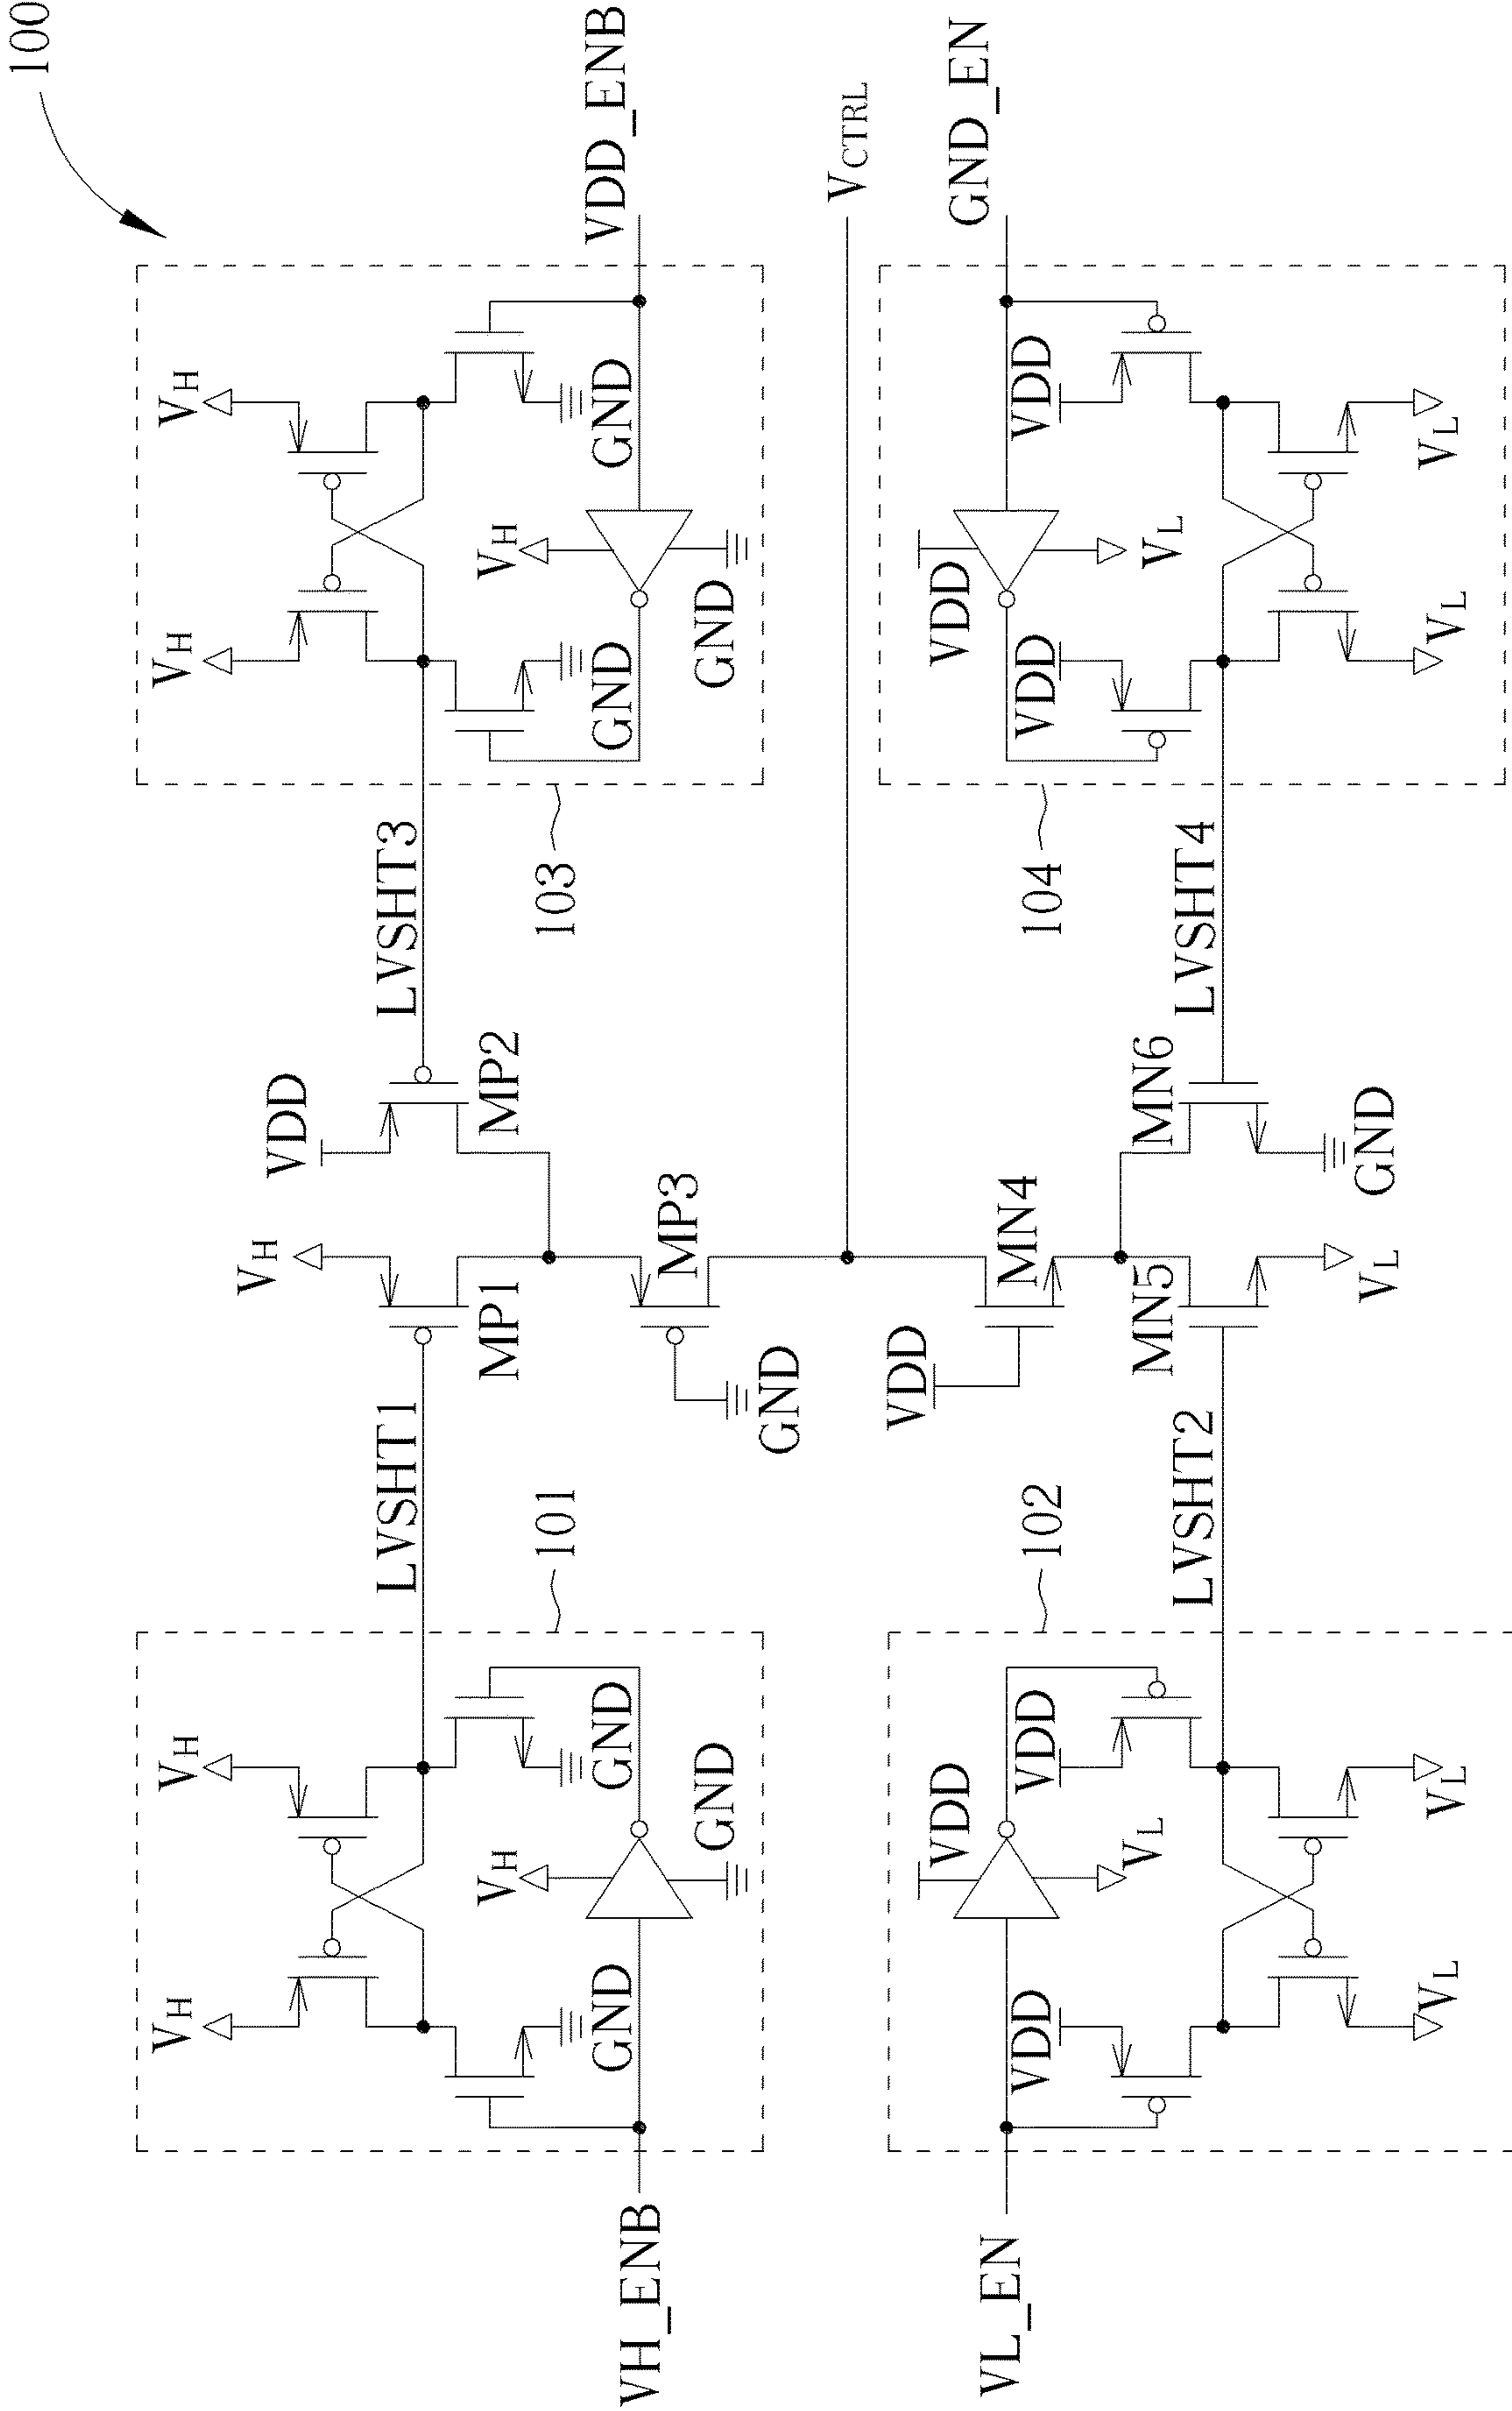 100
VH
VH
VH
GND
GND
GND
VH_ENB
101
LVSHT1
VH
VDD
MP1
MP2
MP3
GND
LVSHT3
103
VH
VH
VH
GND
GND
GND
VDD_ENB
VCTRL
VL_EN
VDD
VDD
VDD
VL
VL
VL
102
LVSHT2
VDD
MN4
MN5
MN6
VL
GND
LVSHT4
104
VDD
VDD
VDD
VL
VL
VL
GND_EN